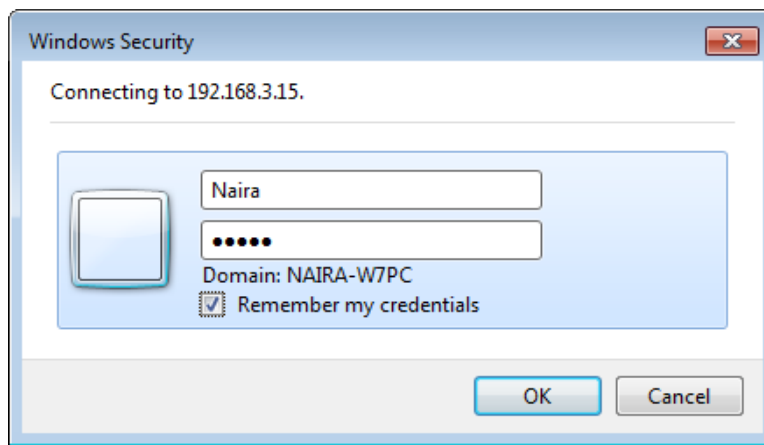 Windows Security
Connecting to 192.168.3.15.
Naira
●●●●●
Domain: NAIRA-W7PC
Remember my credentials
OK Cancel